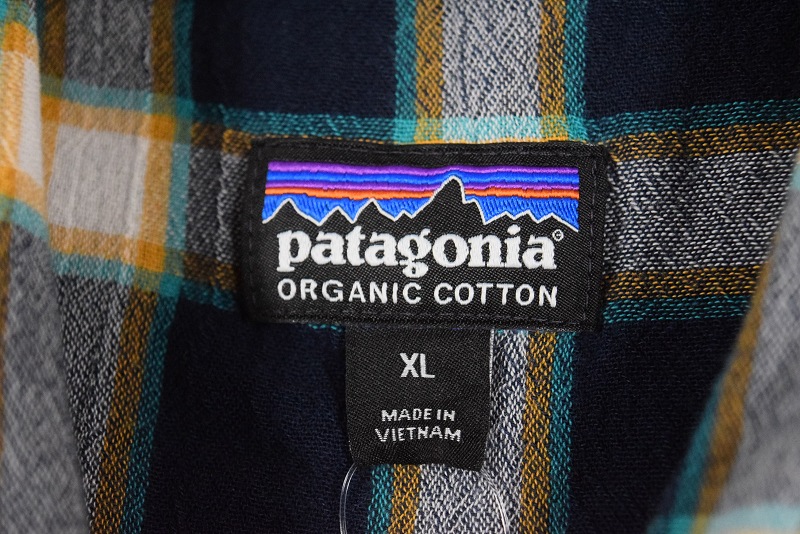 patagonia®
ORGANIC COTTON
XL
MADE IN
VIETNAM